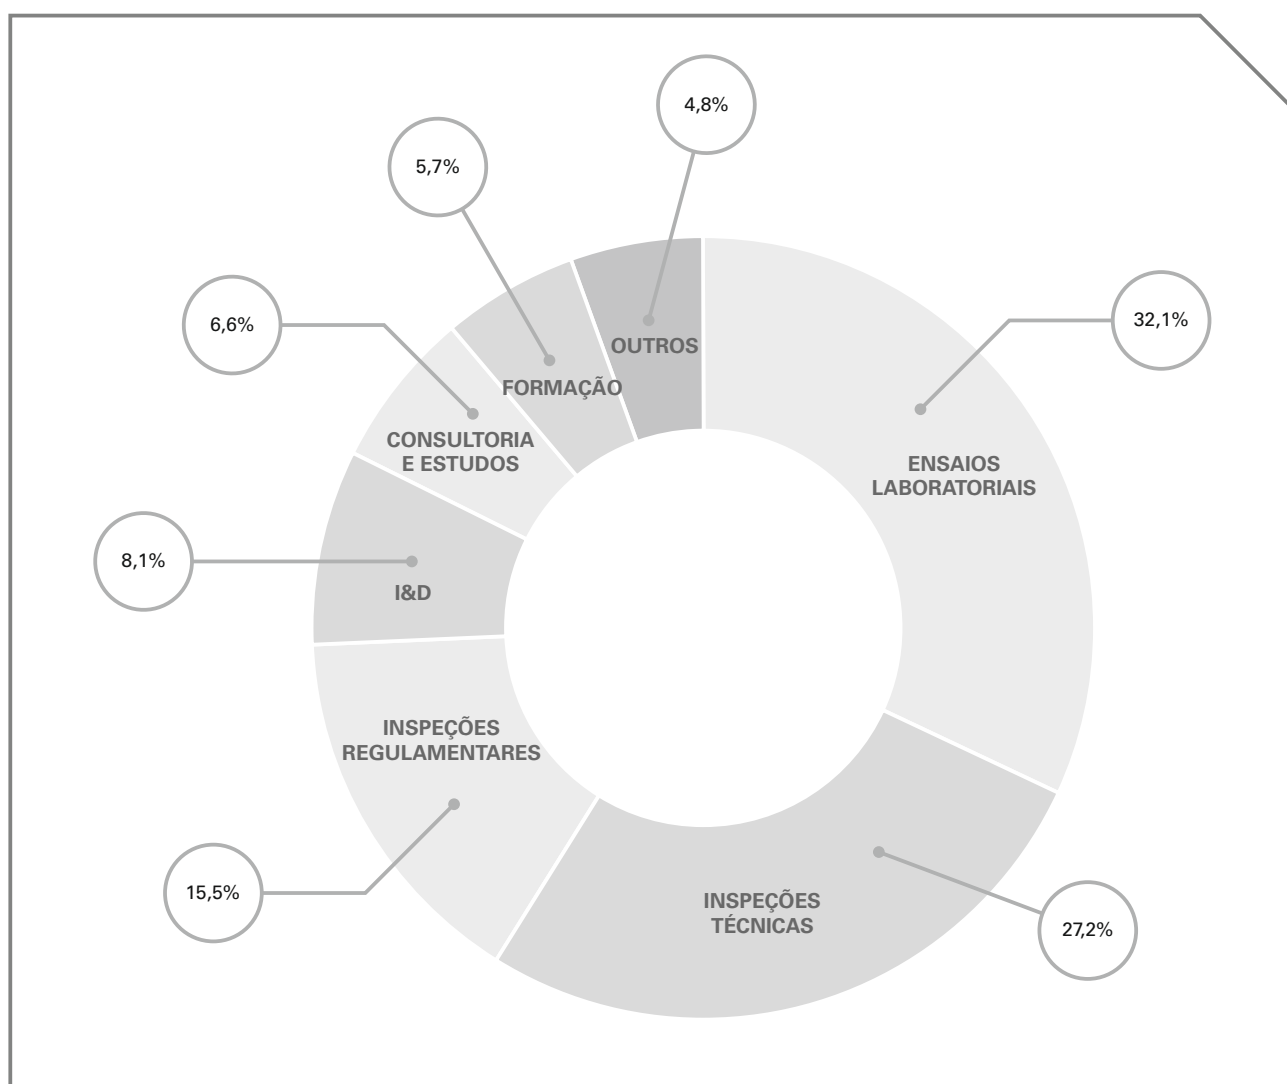 4,8%
5,7%
6,6%
32,1%
OUTROS
FORMAÇÃO
CONSULTORIA
E ESTUDOS
ENSAIOS
LABORATORIAIS
8,1%
I&D
INSPEÇÕES
REGULAMENTARES
15,5%
INSPEÇÕES
TÉCNICAS
27,2%